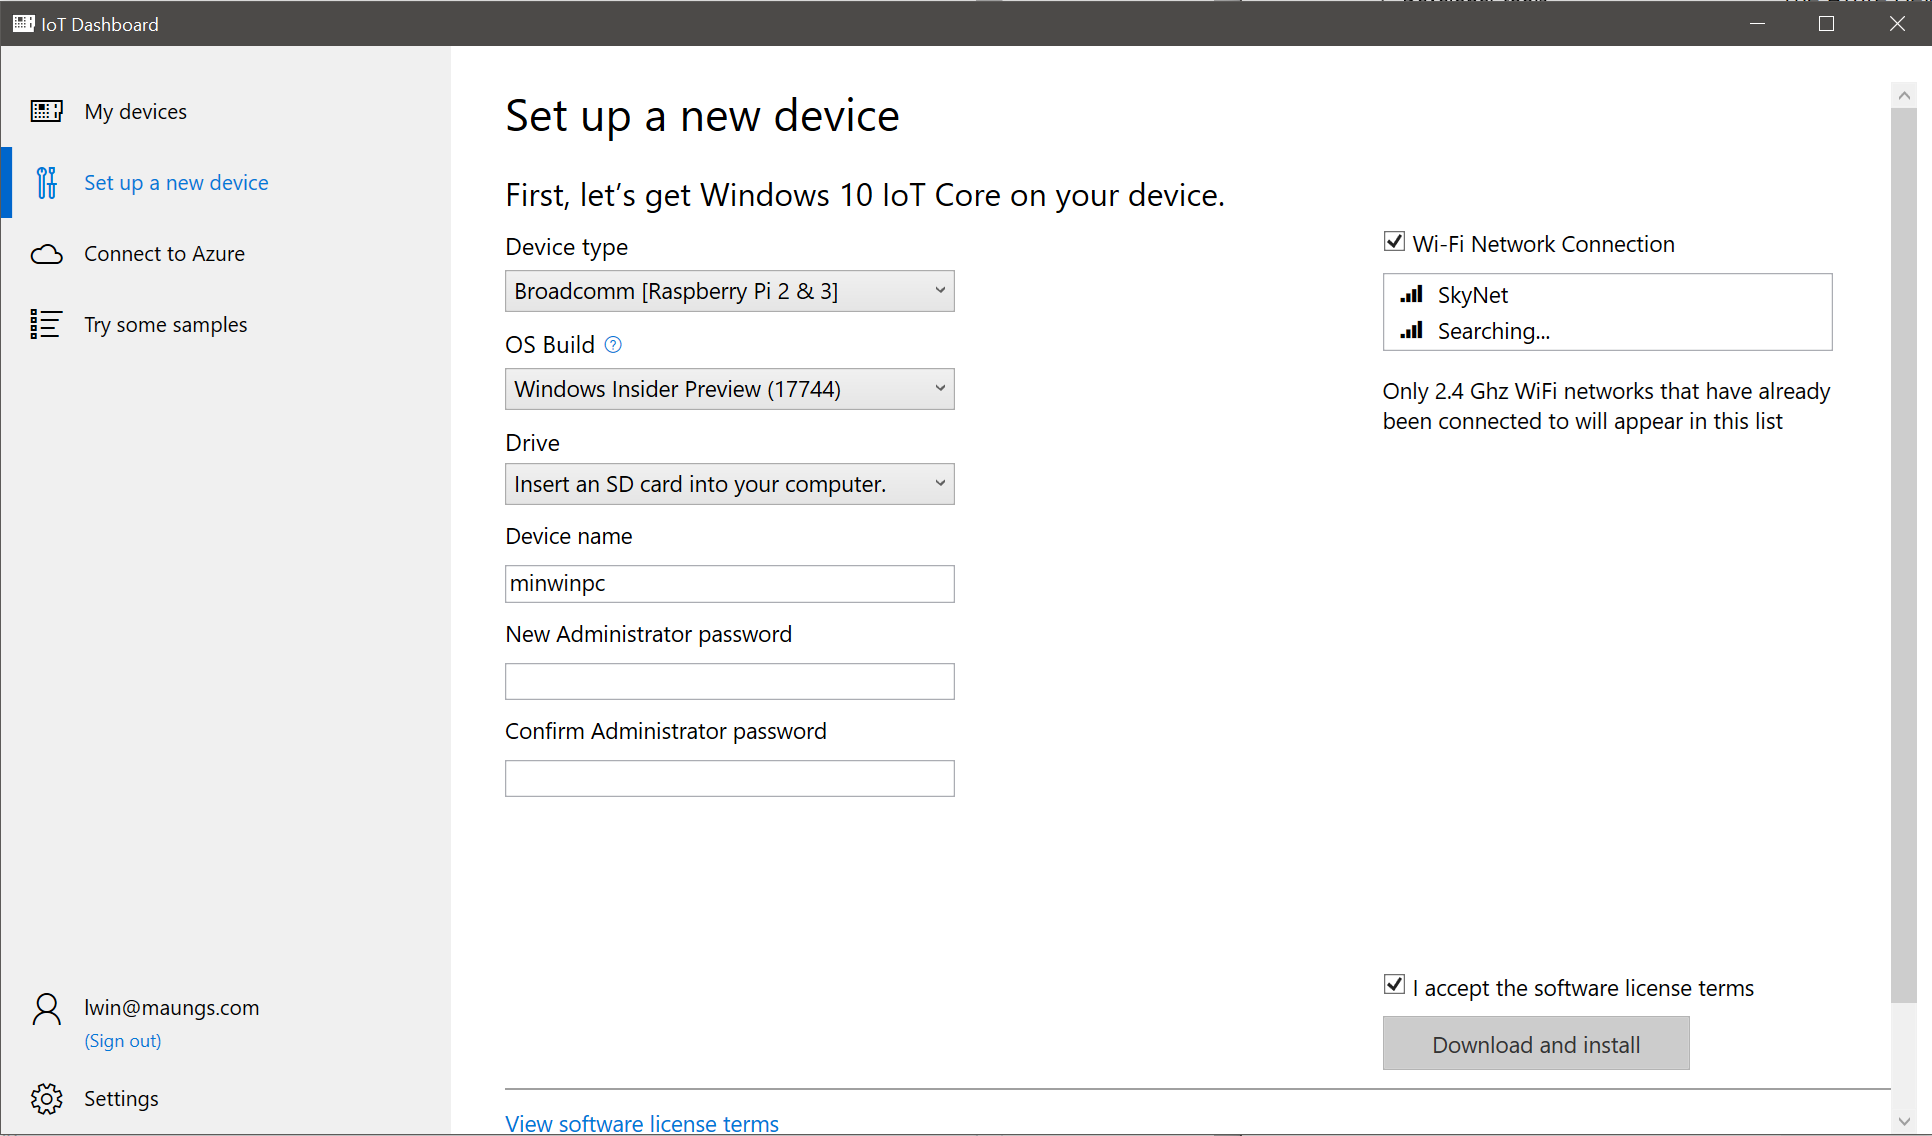 IoT Dashboard
My devices
Set up a new device
Connect to Azure
Try some samples
lwin@maungs.com
(Sign out)
Settings
Set up a new device
First, let’s get Windows 10 IoT Core on your device.
Device type
Broadcomm [Raspberry Pi 2 & 3]
OS Build ?
Windows Insider Preview (17744)
Drive
Insert an SD card into your computer.
Device name
minwinpc
New Administrator password
Confirm Administrator password
Wi-Fi Network Connection
SkyNet
Searching...
Only 2.4 Ghz WiFi networks that have already
been connected to will appear in this list
I accept the software license terms
Download and install
View software license terms